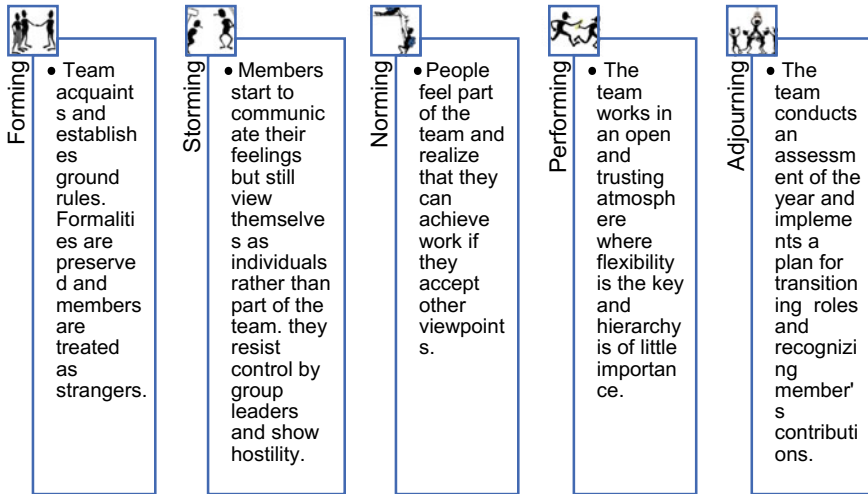 Forming
• Team
acquaint
s and
establish
es
ground
rules.
Formaliti
es are
preserve
d and
members
are
treated
as
strangers.
Storming
• Members
start to
communic
ate their
feelings
but still
view
themselve
s as
individuals
rather than
part of the
team. they
resist
control by
group
leaders
and show
hostility.
Norming
• People
feel part
of the
team and
realize
that they
can
achieve
work if
they
accept
other
viewpoint
s.
Performing
• The
team
works in
an open
and
trusting
atmosph
ere
where
flexibility
is the key
and
hierarchy
is of little
importan
ce.
Adjourning
• The
team
conducts
an
assessm
ent of the
year and
impleme
nts a
plan for
transition
ing roles
and
recognizi
ng
member'
s
contributi
ons.